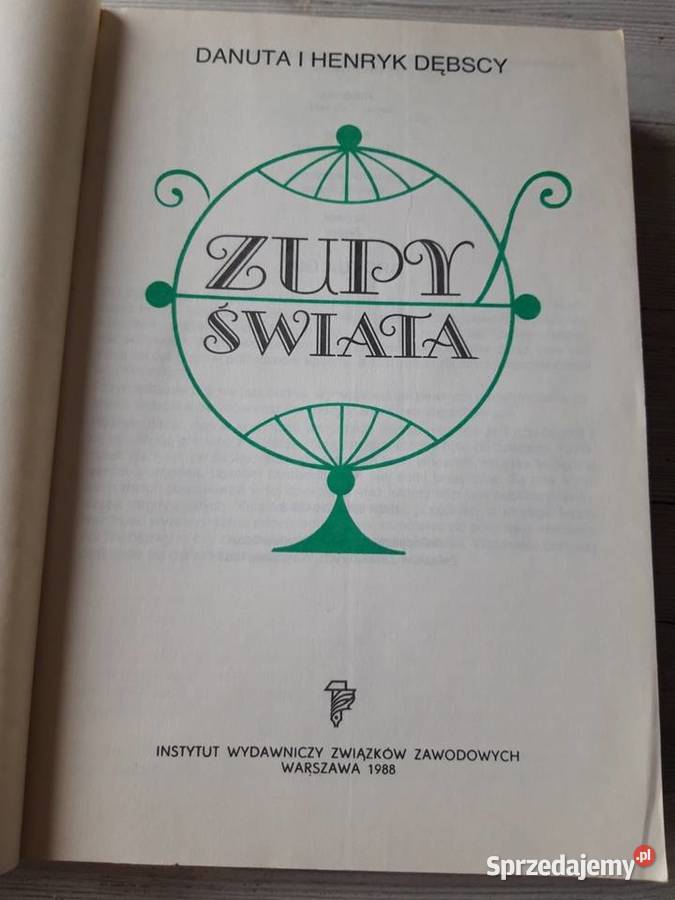 DANUTA I HENRYK DĘBSCY
ZUPY
ŚWIATA
INSTYTUT WYDAWNICZY ZWIĄZKÓW ZAWODOWYCH
WARSZAWA 1988
Sprzedajemy.pl